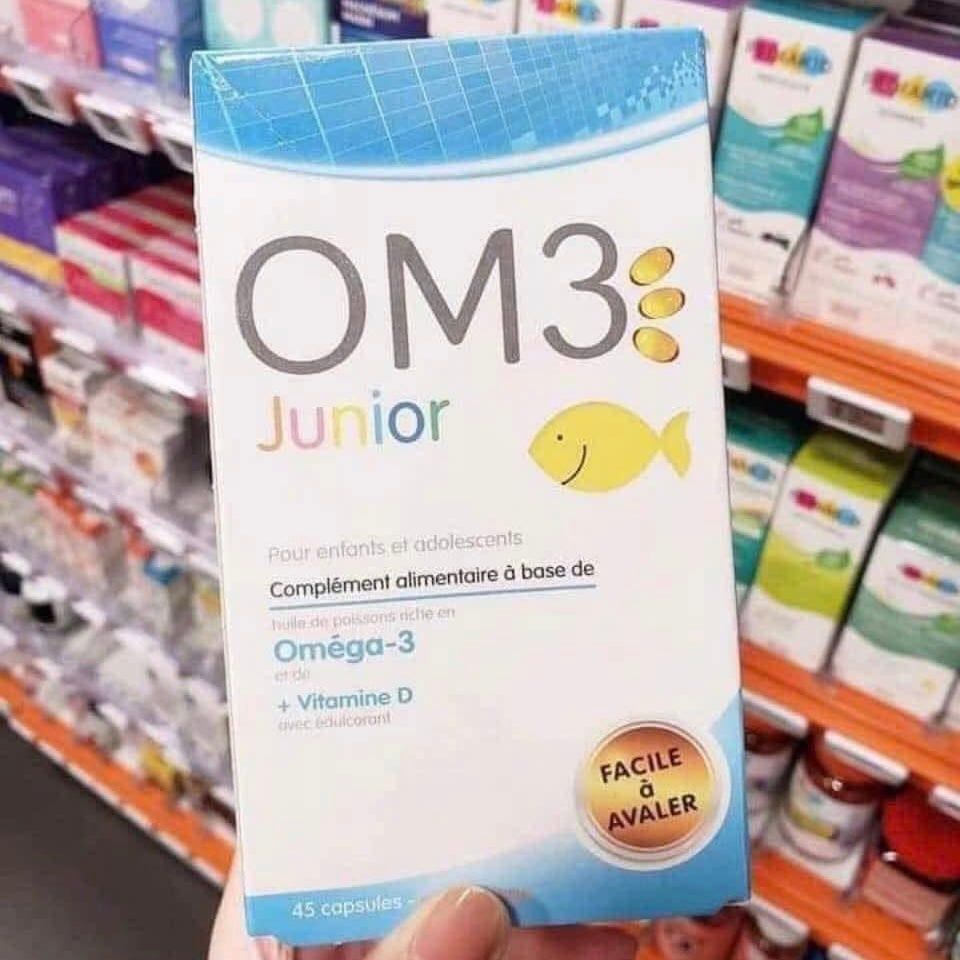 OM3
Junior
Pour enfants et adolescents
Complément alimentaire à base de
huile de poissons riche en
Oméga-3
et de
+ Vitamine D
avec édulcorant
FACILE
à
AVALER
45 capsules -